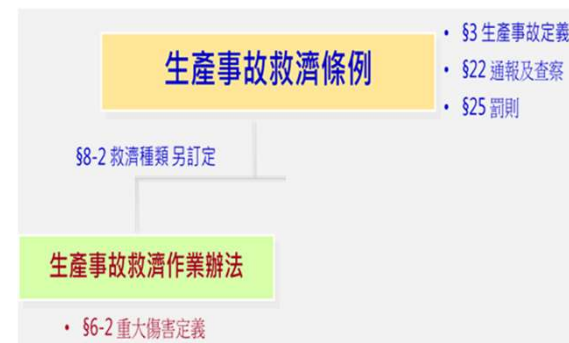 生產事故救濟條例
• §3 生產事故定義
• §22 通報及查察
• §25 罰則
§8-2 救濟種類 另訂定
生產事故救濟作業辦法
• §6-2 重大傷害定義